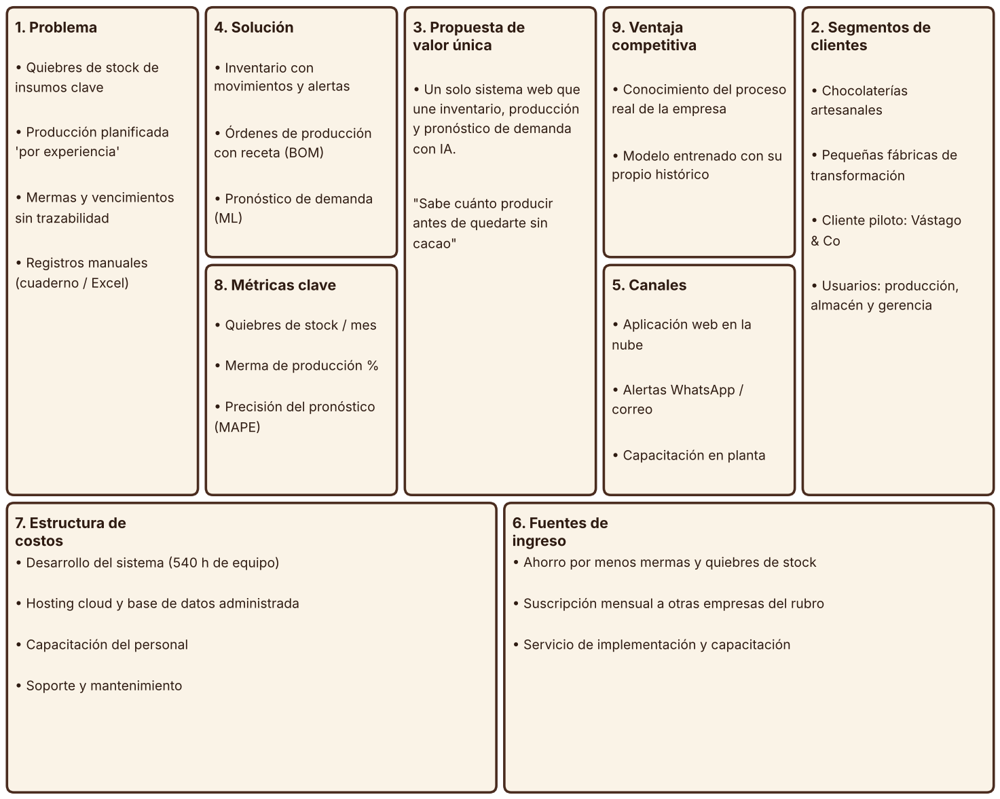 1. Problema
• Quiebres de stock de
insumos clave
• Producción planificada
'por experiencia'
• Mermas y vencimientos
sin trazabilidad
• Registros manuales
(cuaderno / Excel)
4. Solución
• Inventario con
movimientos y alertas
• Órdenes de producción
con receta (BOM)
• Pronóstico de demanda
(ML)
8. Métricas clave
• Quiebres de stock / mes
• Merma de producción %
• Precisión del pronóstico
(MAPE)
3. Propuesta de
valor única
• Un solo sistema web que
une inventario, producción
y pronóstico de demanda
con IA.
"Sabe cuánto producir
antes de quedarte sin
cacao"
9. Ventaja
competitiva
• Conocimiento del proceso
real de la empresa
• Modelo entrenado con su
propio histórico
5. Canales
• Aplicación web en la
nube
• Alertas WhatsApp /
correo
• Capacitación en planta
2. Segmentos de
clientes
• Chocolaterías
artesanales
• Pequeñas fábricas de
transformación
• Cliente piloto: Vástago
& Co
• Usuarios: producción,
almacén y gerencia
7. Estructura de
costos
• Desarrollo del sistema (540 h de equipo)
• Hosting cloud y base de datos administrada
• Capacitación del personal
• Soporte y mantenimiento
6. Fuentes de
ingreso
• Ahorro por menos mermas y quiebres de stock
• Suscripción mensual a otras empresas del rubro
• Servicio de implementación y capacitación